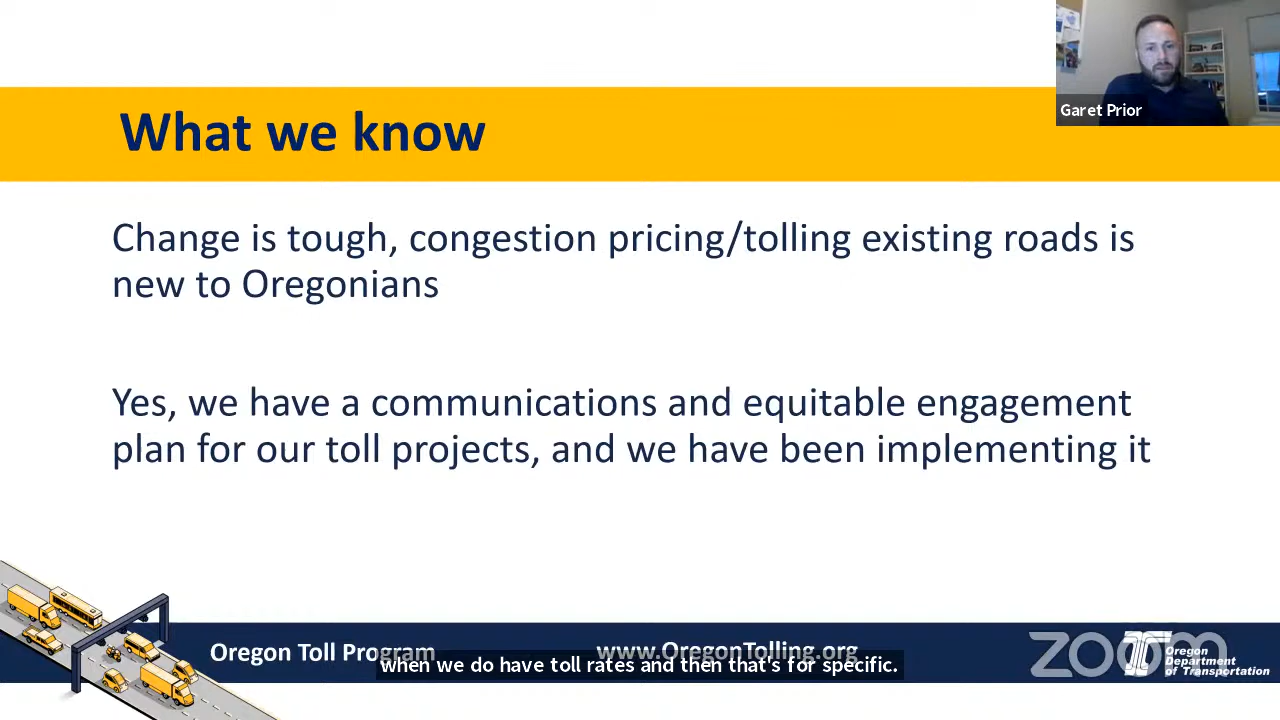 Garet Prior
What we know
Change is tough, congestion pricing/tolling existing roads is
new to Oregonians
Yes, we have a communications and equitable engagement
plan for our toll projects, and we have been implementing it
Oregon Toll Program
www.OregonTolling.org
zoom
Oregon
Department
of Transportation
when we do have toll rates and then that's for specific.